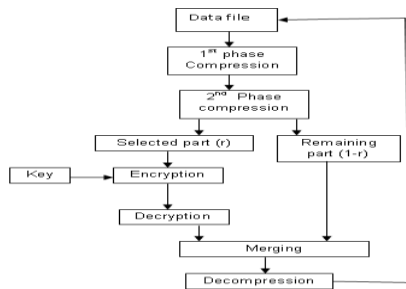 Data file
1st phase
Compression
2nd Phase
compression
Selected part (r)
Remaining
part (1-r)
Key
Encryption
Decryption
Merging
Decompression